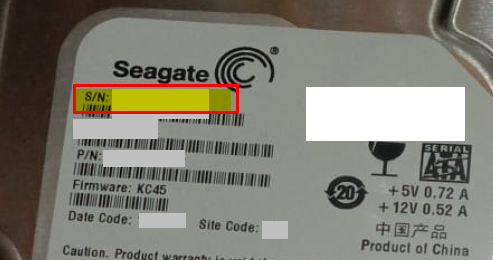 Seagate®
S/N:
P/N:
Firmware: KC45
Date Code:
Site Code:
Caution. Product warranty is
SERIAL
ATA
20
+5V 0.72 A
+12V 0.52 A
中国产品
Product of China